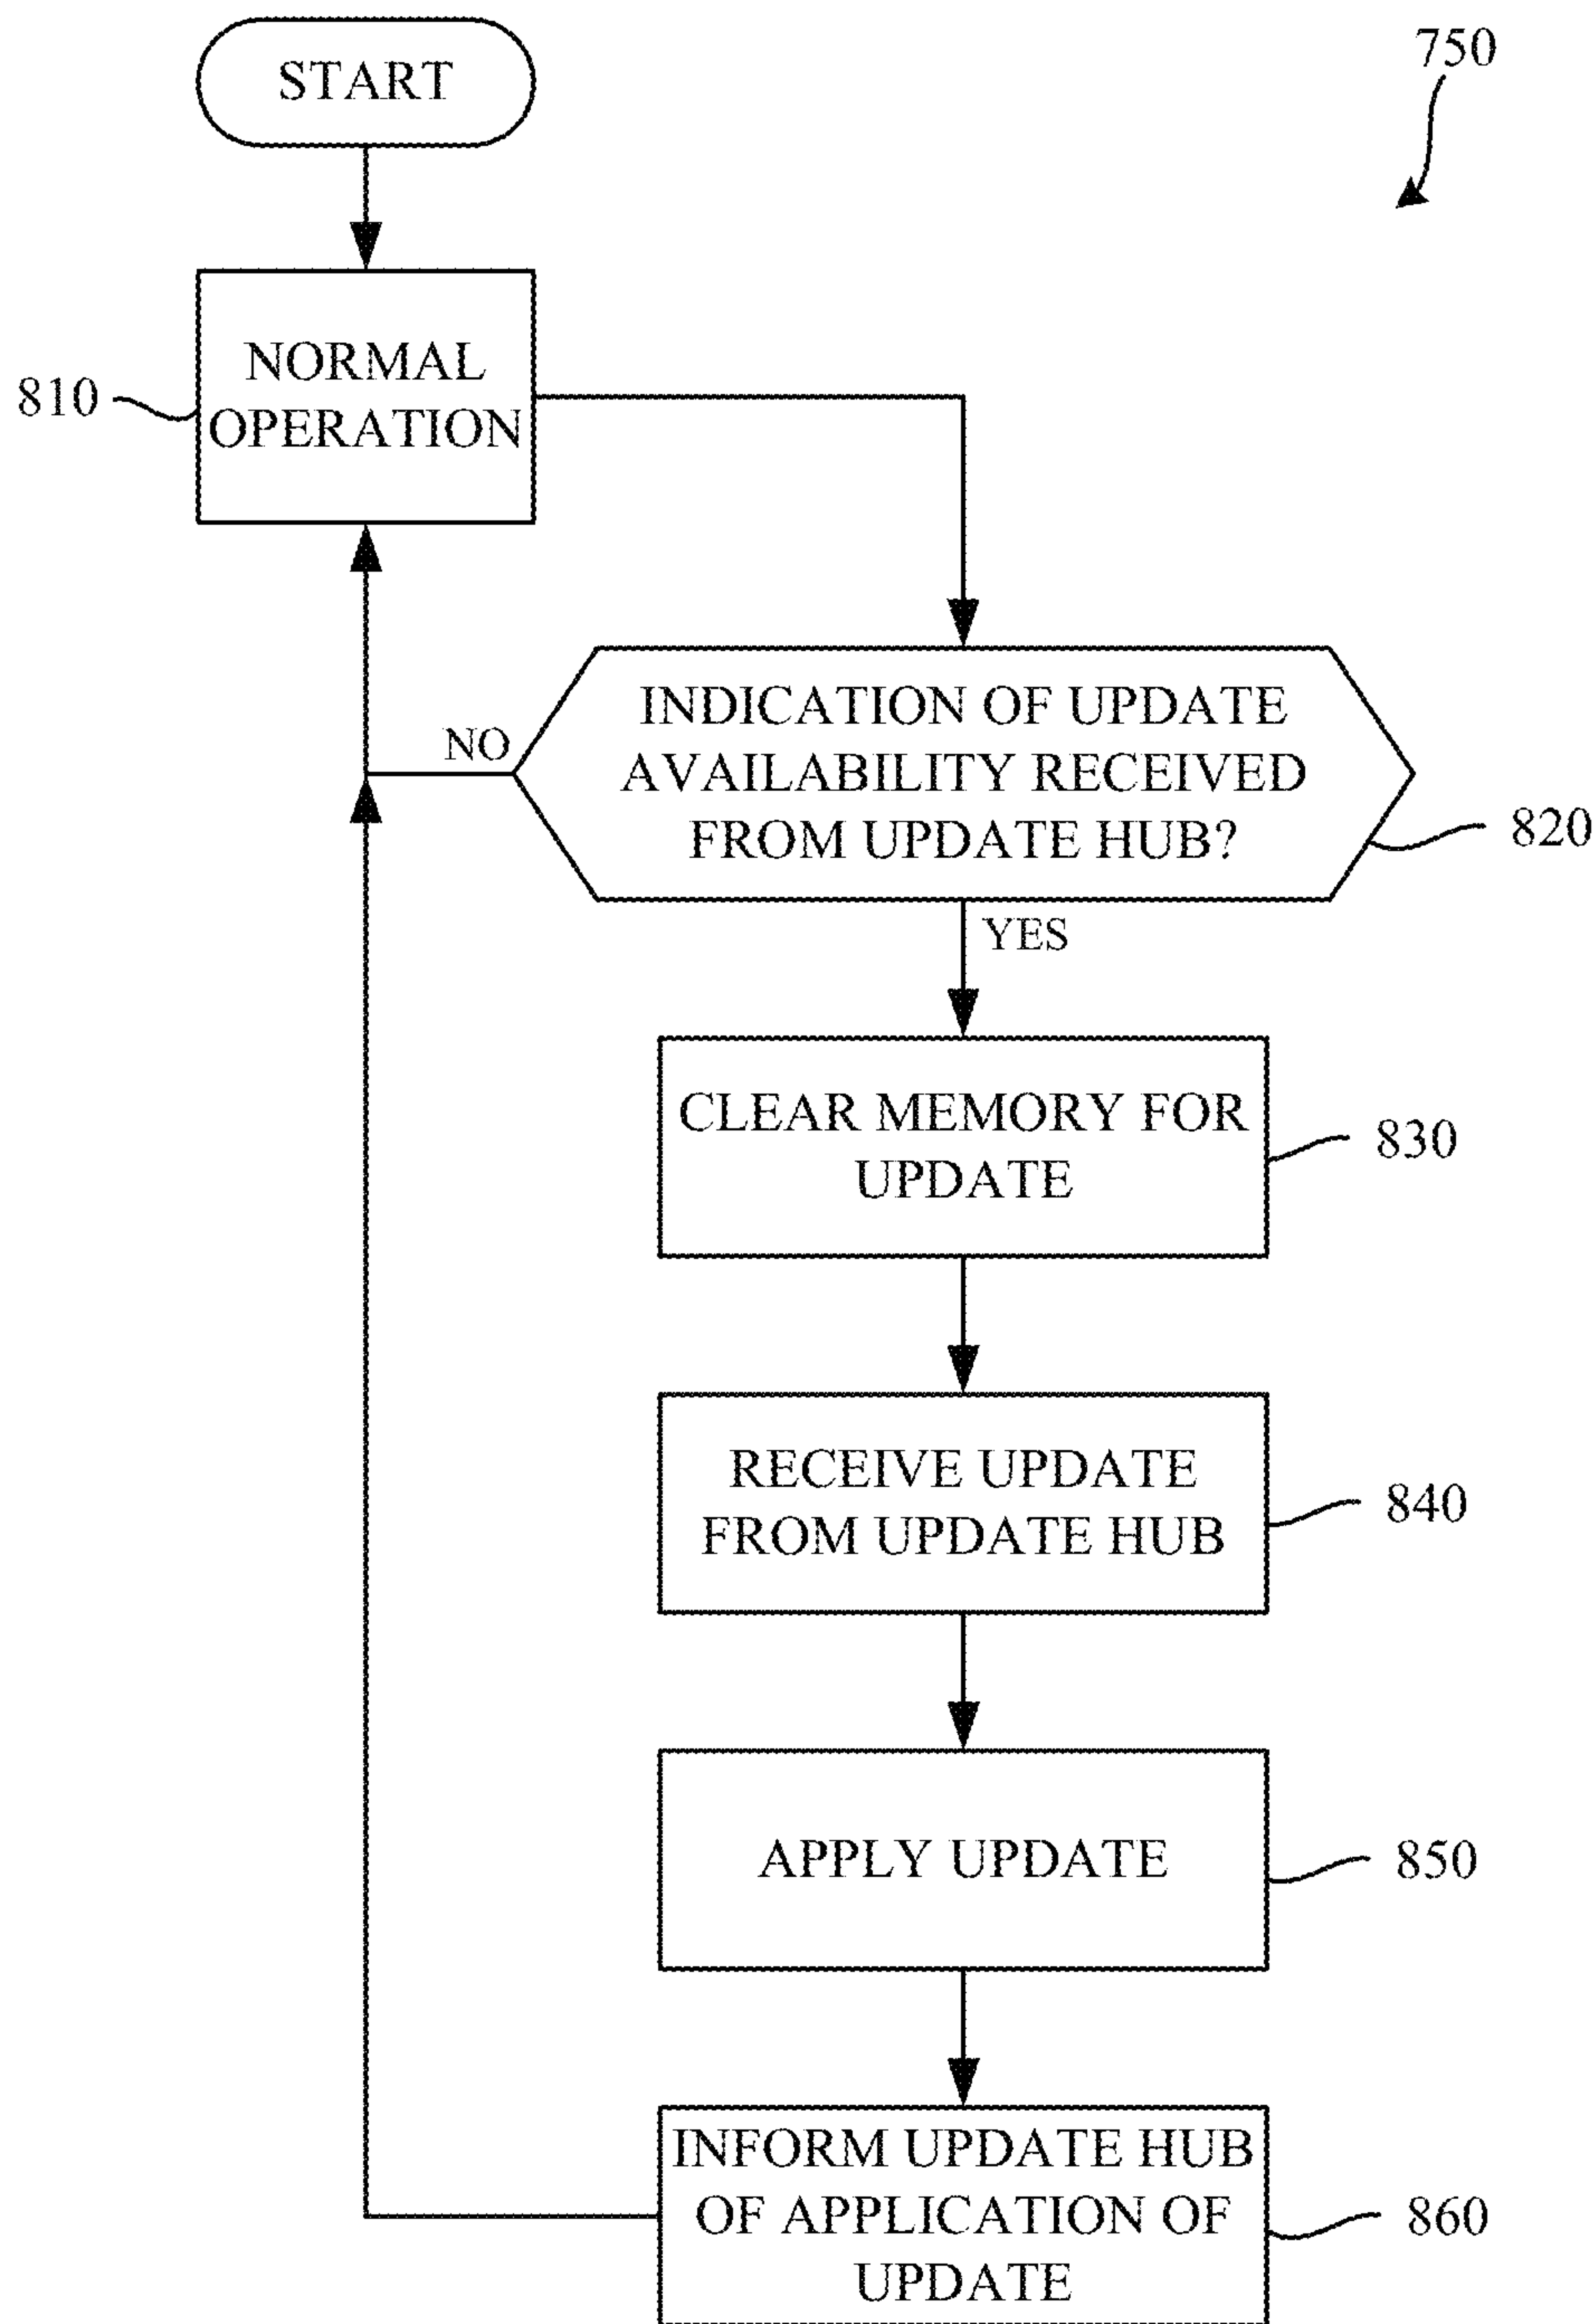 START
750
NORMAL
OPERATION
810
INDICATION OF UPDATE
AVAILABILITY RECEIVED
FROM UPDATE HUB?
NO
820
YES
CLEAR MEMORY FOR
UPDATE
830
RECEIVE UPDATE
FROM UPDATE HUB
840
APPLY UPDATE
850
INFORM UPDATE HUB
OF APPLICATION OF
UPDATE
860